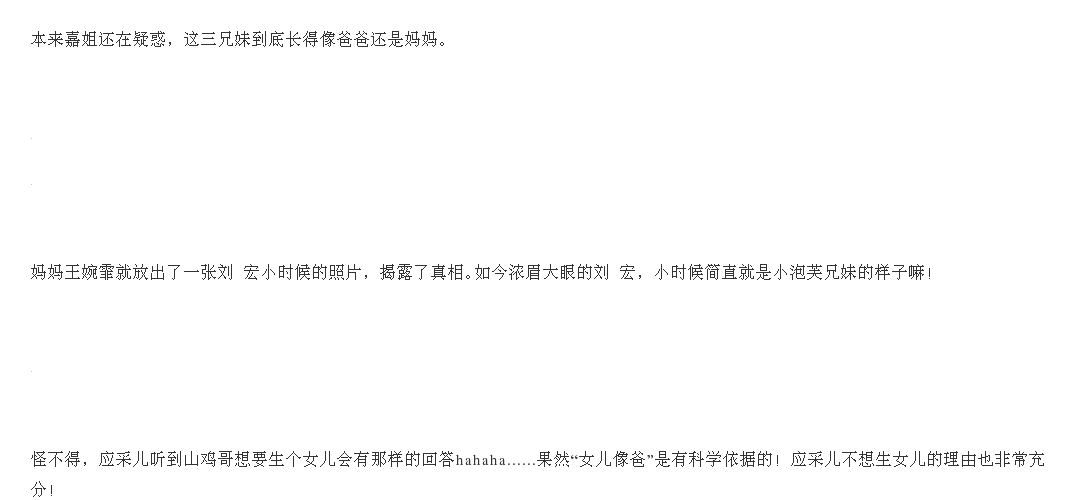 本来嘉姐还在疑惑，这三兄妹到底长得像爸爸还是妈妈。
妈妈王婉霏就放出了一张刘 宏小时候的照片，揭露了真相。如今浓眉大眼的刘 宏，小时候简直就是小泡芙兄妹的样子嘛！
怪不得，应采儿听到山鸡哥想要生个女儿会有那样的回答hahaha……果然“女儿像爸”是有科学依据的！应采儿不想生女儿的理由也非常充
分！